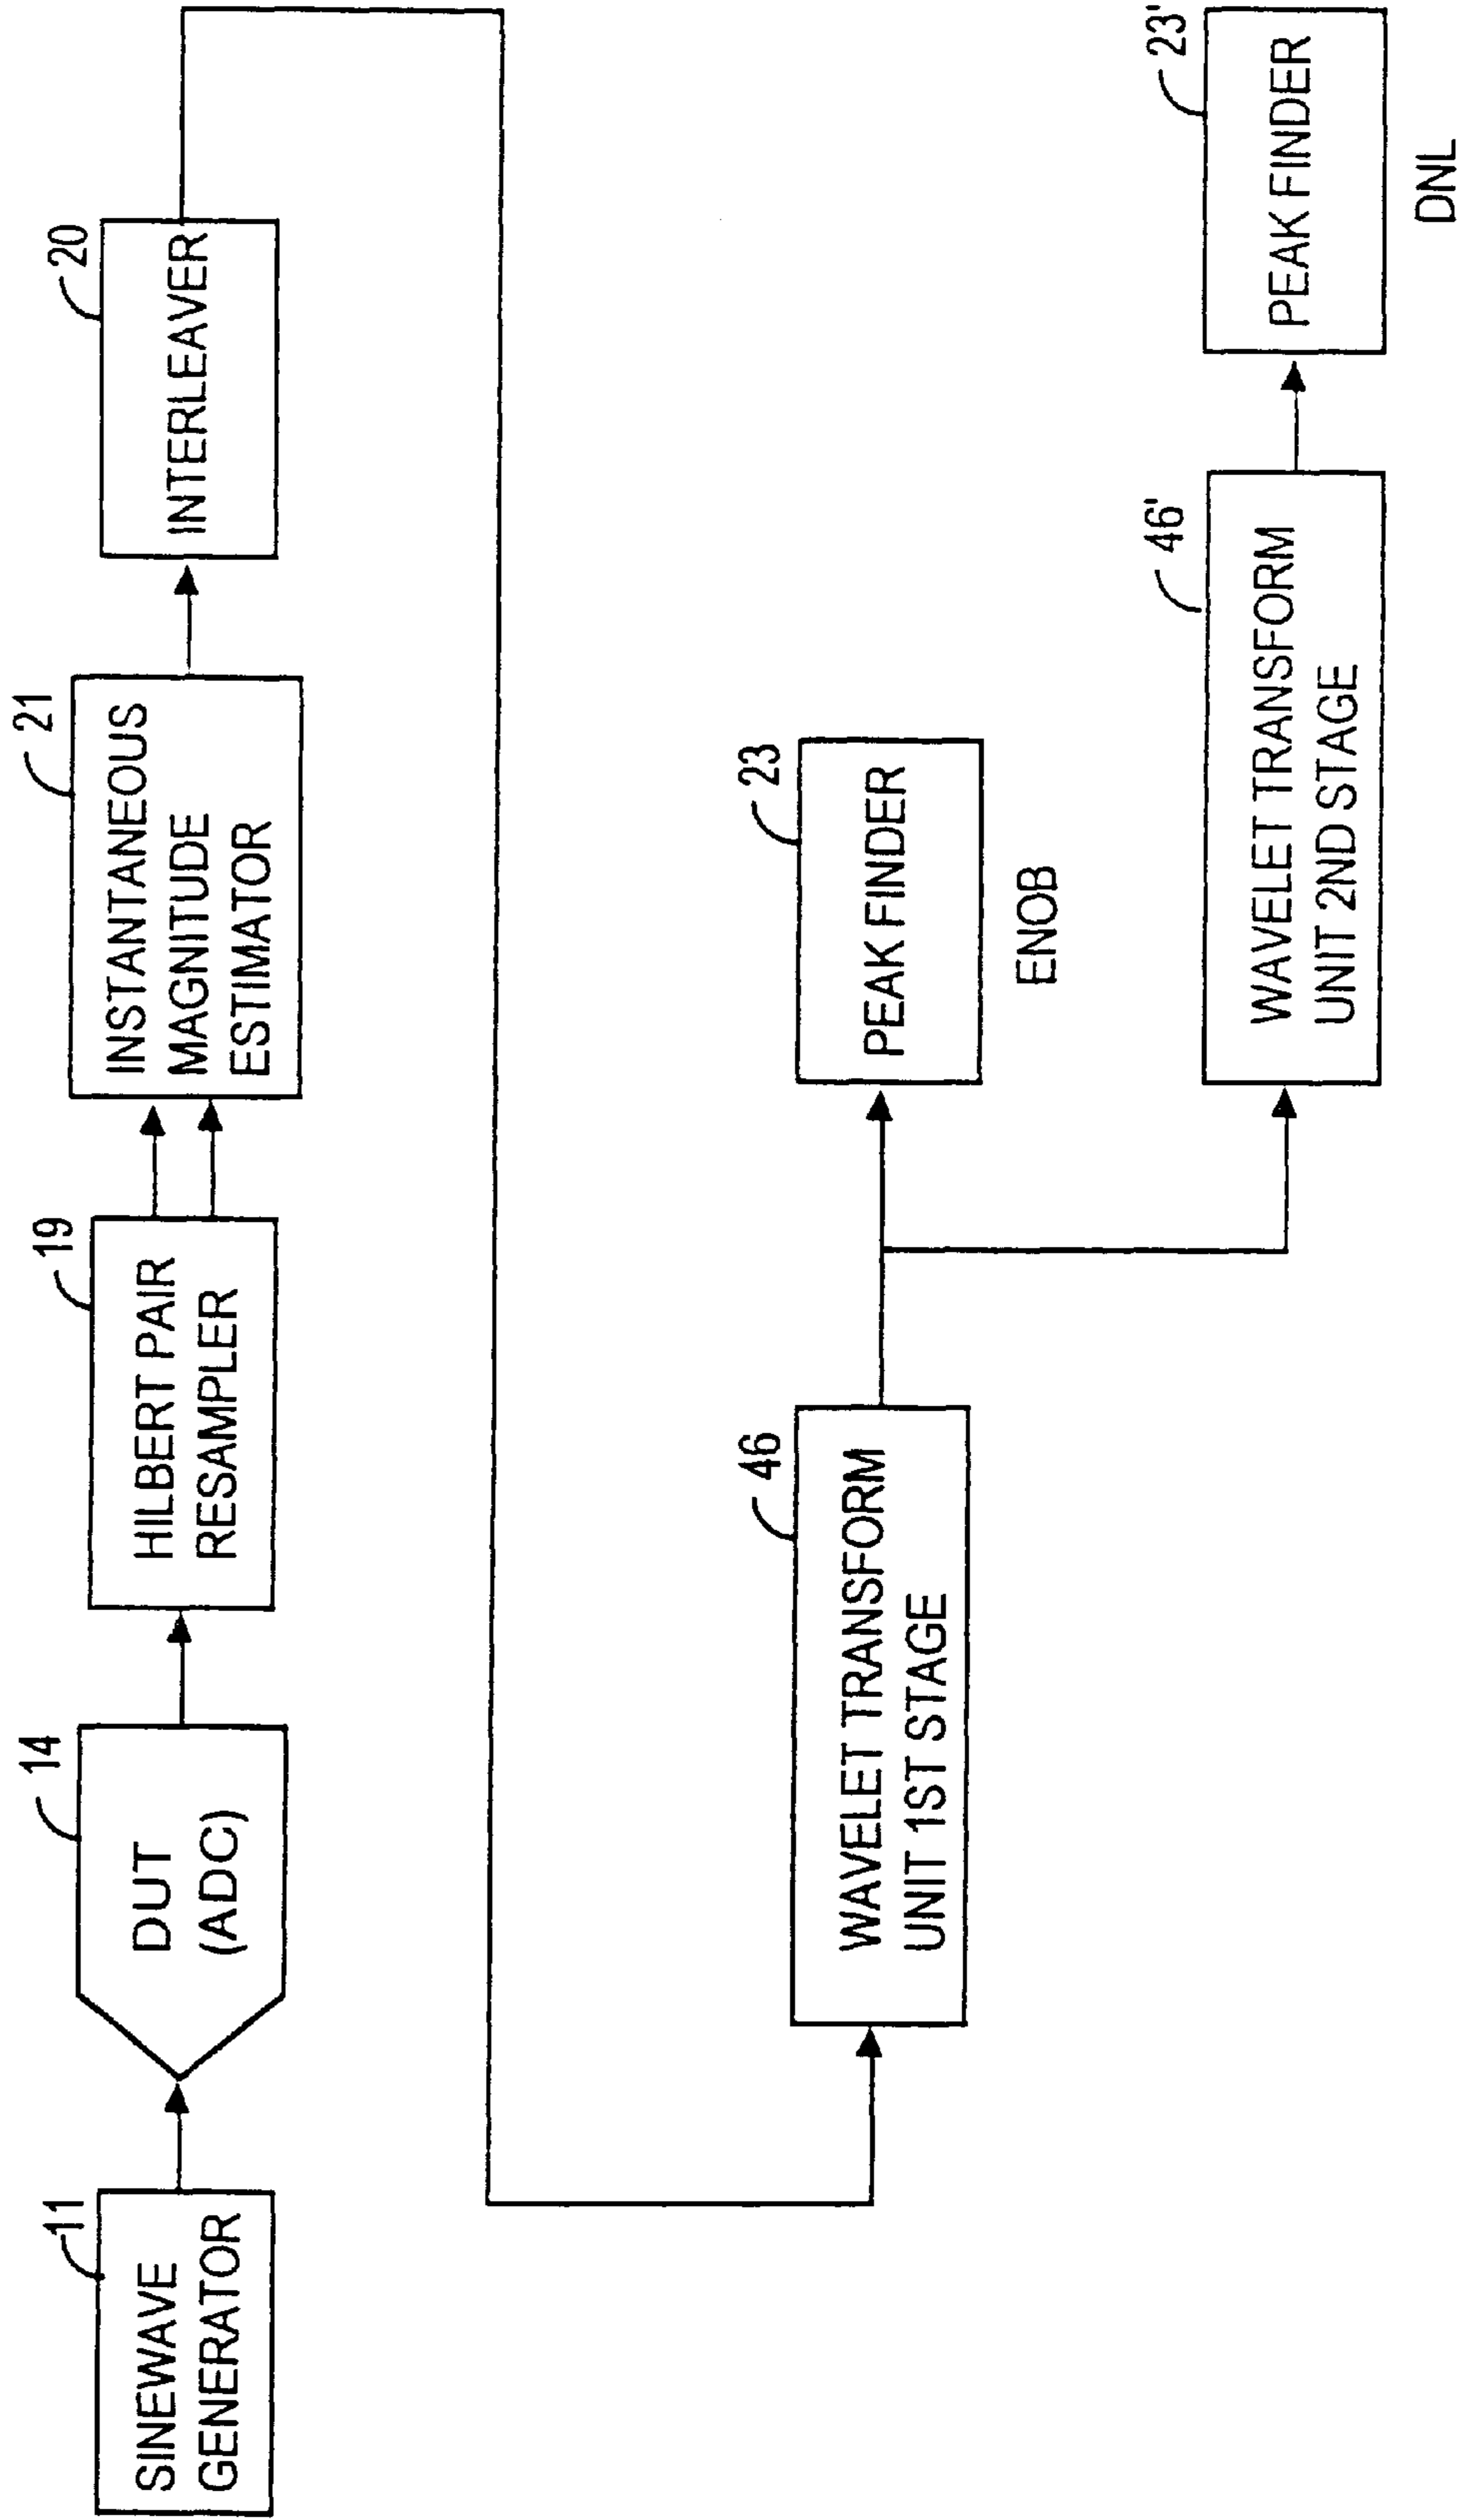 11
SINEWAVE
GENERATOR
14
DUT
(ADC)
19
HILBERT PAIR
RESAMPLER
21
INSTANTANEOUS
MAGNITUDE
ESTIMATOR
20
INTERLEAVER
46
WAVELET TRANSFORM
UNIT 1ST STAGE
23
PEAK FINDER
ENOB
46'
WAVELET TRANSFORM
UNIT 2ND STAGE
23'
PEAK FINDER
DNL